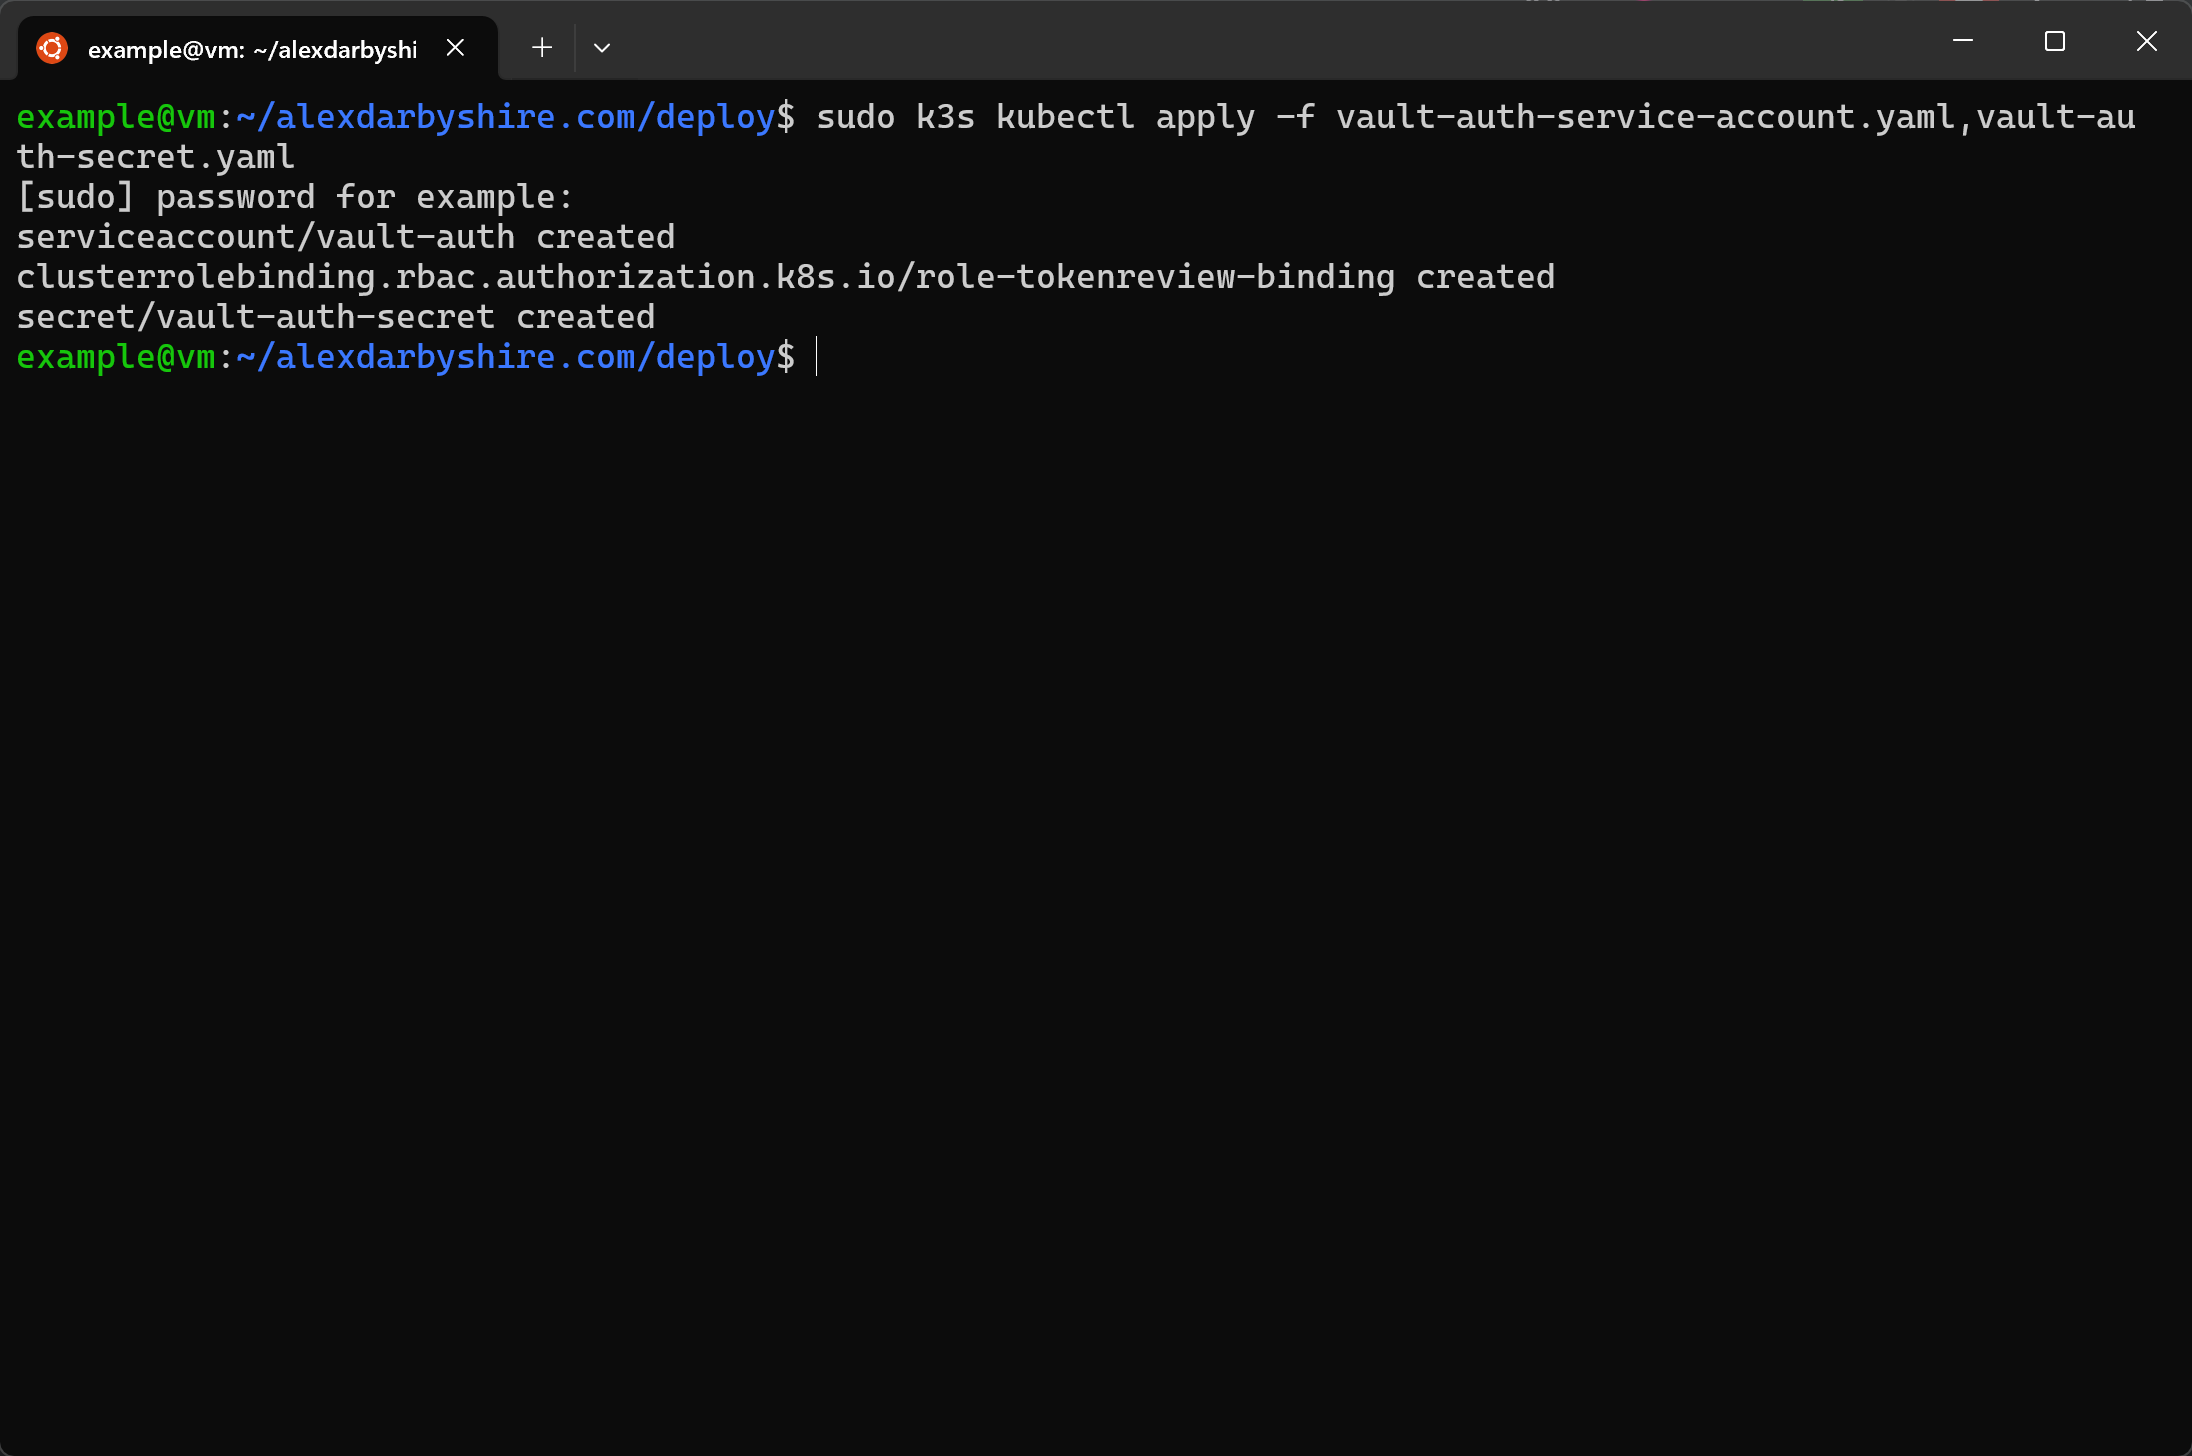 example@vm: ~/alexdarbyshi
example@vm:~/alexdarbyshire.com/deploy$ sudo k3s kubectl apply -f vault-auth-service-account.yaml,vault-au
th-secret.yaml
[sudo] password for example:
serviceaccount/vault-auth created
clusterrolebinding.rbac.authorization.k8s.io/role-tokenreview-binding created
secret/vault-auth-secret created
example@vm:~/alexdarbyshire.com/deploy$